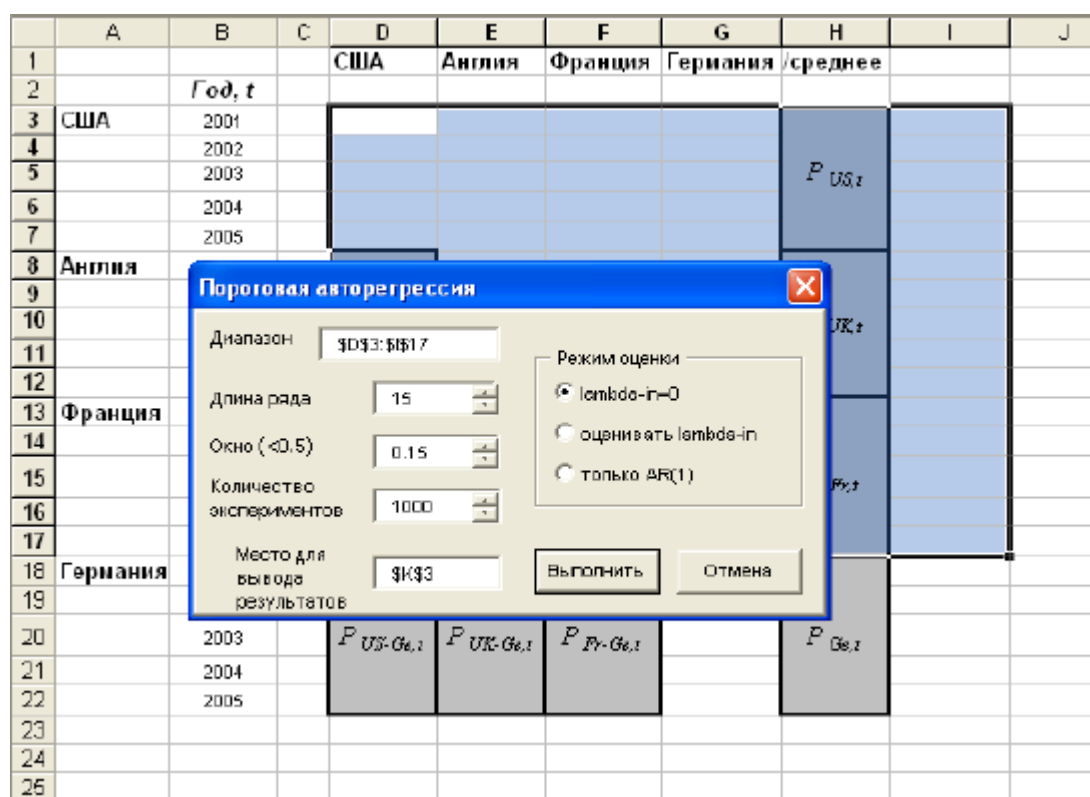 A B C D E F G H I J
1 США Англия Франция Германия /среднее
2 Год, t
3 США 2001
4 2002
5 2003 P US,t
6 2004
7 2005
8 Англия
Пороговая авторегрессия
9
10 UK,t
Диапазон $D$3:$I$17
11
Режим оценки
12
Длина ряда 15
lambda-in=0
13 Франция
14
оценивать lambda-in
Окно (<0.5) 0.15
15 Fr,t
только AR(1)
Количество
экспериментов 1000
16
17
18 Германия
Место для
вывода
результатов $K$3
Выполнить Отмена
19
20 2003 P US-Ge,t P UK-Ge,t P Fr-Ge,t P Ge,t
21 2004
22 2005
23
24
25